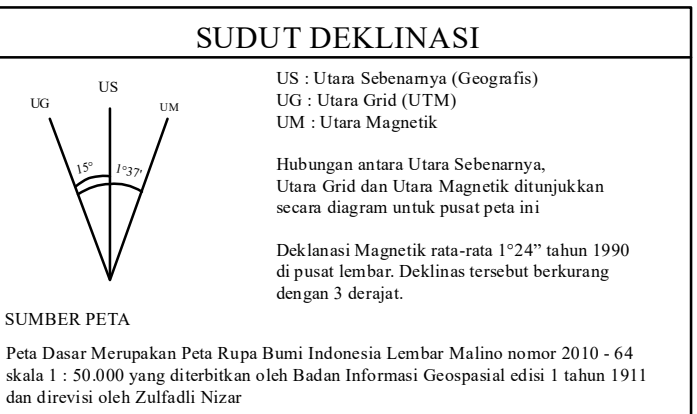 SUDUT DEKLINASI
US
UG
UM
15°
1°37'
US : Utara Sebenarnya (Geografis)
UG : Utara Grid (UTM)
UM : Utara Magnetik
Hubungan antara Utara Sebenarnya,
Utara Grid dan Utara Magnetik ditunjukkan
secara diagram untuk pusat peta ini
Deklanasi Magnetik rata-rata 1°24” tahun 1990
di pusat lembar. Deklinas tersebut berkurang
dengan 3 derajat.
SUMBER PETA
Peta Dasar Merupakan Peta Rupa Bumi Indonesia Lembar Malino nomor 2010 - 64
skala 1 : 50.000 yang diterbitkan oleh Badan Informasi Geospasial edisi 1 tahun 1911
dan direvisi oleh Zulfadli Nizar